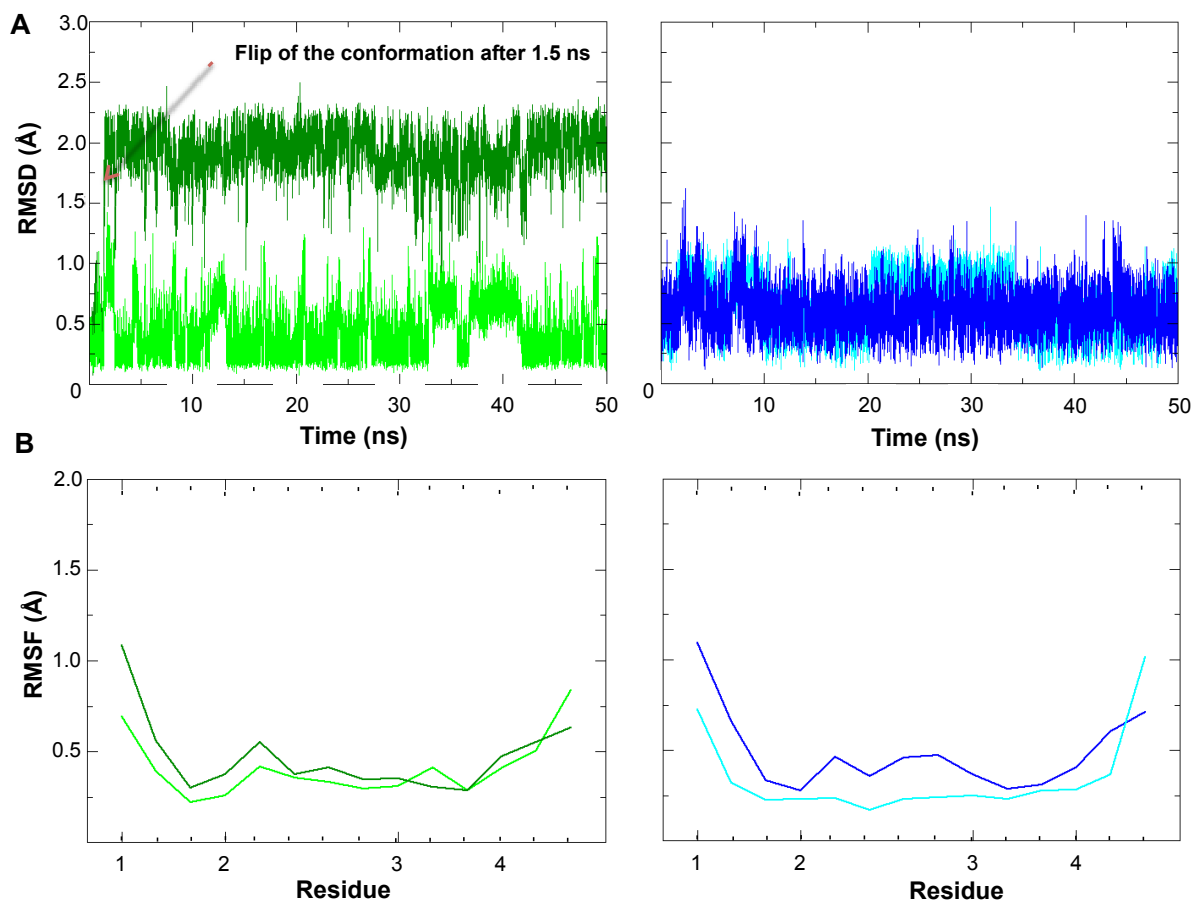 A
3.0
2.5
2.0
1.5
1.0
0.5
0
RMSD (Å)
Flip of the conformation after 1.5 ns
10 20 30 40 50
Time (ns)
0
10 20 30 40 50
Time (ns)
B
2.0
1.5
1.0
0.5
RMSF (Å)
1 2 3 4
Residue
1 2 3 4
Residue